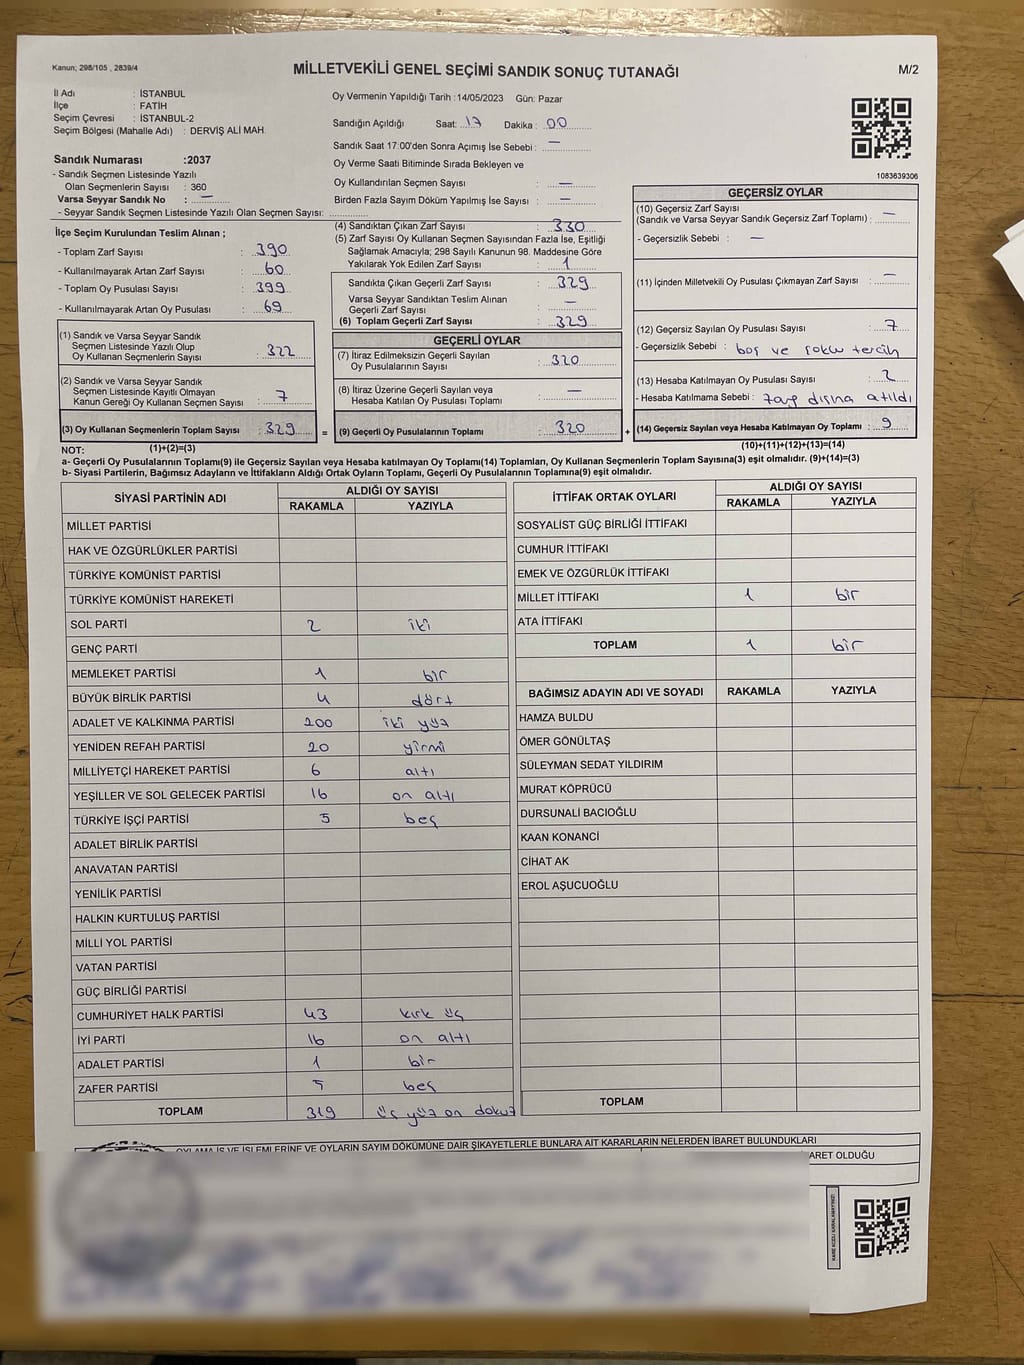 Kanun; 298/105 , 2839/4
MİLLETVEKİLİ GENEL SEÇİMİ SANDIK SONUÇ TUTANAĞI
M/2
İl Adı : İSTANBUL
İlçe : FATİH
Seçim Çevresi : İSTANBUL-2
Seçim Bölgesi (Mahalle Adı) : DERVİŞ ALİ MAH.
Sandık Numarası :2037
- Sandık Seçmen Listesinde Yazılı
Olan Seçmenlerin Sayısı : 360
Varsa Seyyar Sandık No : —
- Seyyar Sandık Seçmen Listesinde Yazılı Olan Seçmen Sayısı:
Oy Vermenin Yapıldığı Tarih :14/05/2023 Gün: Pazar
Sandığın Açıldığı Saat: 17 Dakika : 00
Sandık Saat 17:00'den Sonra Açımış İse Sebebi : —
Oy Verme Saati Bitiminde Sırada Bekleyen ve
Oy Kullandırılan Seçmen Sayısı : —
Birden Fazla Sayım Döküm Yapılmış İse Sayısı : —
1083639306
İlçe Seçim Kurulundan Teslim Alınan ;
- Toplam Zarf Sayısı : 390
- Kullanılmayarak Artan Zarf Sayısı : 60
- Toplam Oy Pusulası Sayısı : 399
- Kullanılmayarak Artan Oy Pusulası : 69
(1) Sandık ve Varsa Seyyar Sandık
Seçmen Listesinde Yazılı Olup
Oy Kullanan Seçmenlerin Sayısı : 322
(2) Sandık ve Varsa Seyyar Sandık
Seçmen Listesinde Kayıtlı Olmayan
Kanun Gereği Oy Kullanan Seçmen Sayısı : 7
(3) Oy Kullanan Seçmenlerin Toplam Sayısı : 329
(4) Sandıktan Çıkan Zarf Sayısı : 330
(5) Zarf Sayısı Oy Kullanan Seçmen Sayısından Fazla İse, Eşitliği
Sağlamak Amacıyla; 298 Sayılı Kanunun 98. Maddesine Göre
Yakılarak Yok Edilen Zarf Sayısı : 1
Sandıkta Çıkan Geçerli Zarf Sayısı : 329
Varsa Seyyar Sandıktan Teslim Alınan
Geçerli Zarf Sayısı : —
(6) Toplam Geçerli Zarf Sayısı : 329
GEÇERLİ OYLAR
(7) İtiraz Edilmeksizin Geçerli Sayılan
Oy Pusulasının Sayısı : 320
(8) İtiraz Üzerine Geçerli Sayılan veya
Hesaba Katılan Oy Pusulası Toplamı : —
= (9) Geçerli Oy Pusulalarının Toplamı : 320 +
GEÇERSİZ OYLAR
(10) Geçersiz Zarf Sayısı
(Sandık ve Varsa Seyyar Sandık Geçersiz Zarf Toplamı) : —
- Geçersizlik Sebebi : —
(11) İçinden Milletvekili Oy Pusulası Çıkmayan Zarf Sayısı : —
(12) Geçersiz Sayılan Oy Pusulası Sayısı : 7
- Geçersizlik Sebebi : boş ve çoklu tercih
(13) Hesaba Katılmayan Oy Pusulası Sayısı : 2
- Hesaba Katılmama Sebebi : zarf dışına atıldı
(14) Geçersiz Sayılan veya Hesaba Katılmayan Oy Toplamı : 9
NOT: (1)+(2)=(3)
(10)+(11)+(12)+(13)=(14)
a- Geçerli Oy Pusulalarının Toplamı(9) ile Geçersiz Sayılan veya Hesaba katılmayan Oy Toplamı(14) Toplamları, Oy Kullanan Seçmenlerin Toplam Sayısına(3) eşit olmalıdır. (9)+(14)=(3)
b- Siyasi Partilerin, Bağımsız Adayların ve İttifakların Aldığı Ortak Oyların Toplamı, Geçerli Oy Pusulalarının Toplamına(9) eşit olmalıdır.
SİYASİ PARTİNİN ADI ALDIĞI OY SAYISI
RAKAMLA YAZIYLA
MİLLET PARTİSİ
HAK VE ÖZGÜRLÜKLER PARTİSİ
TÜRKİYE KOMÜNİST PARTİSİ
TÜRKİYE KOMÜNİST HAREKETİ
SOL PARTİ 2 iki
GENÇ PARTİ
MEMLEKET PARTİSİ 1 bir
BÜYÜK BİRLİK PARTİSİ 4 dört
ADALET VE KALKINMA PARTİSİ 200 iki yüz
YENİDEN REFAH PARTİSİ 20 yirmi
MİLLİYETÇİ HAREKET PARTİSİ 6 altı
YEŞİLLER VE SOL GELECEK PARTİSİ 16 on altı
TÜRKİYE İŞÇİ PARTİSİ 5 beş
ADALET BİRLİK PARTİSİ
ANAVATAN PARTİSİ
YENİLİK PARTİSİ
HALKIN KURTULUŞ PARTİSİ
MİLLİ YOL PARTİSİ
VATAN PARTİSİ
GÜÇ BİRLİĞİ PARTİSİ
CUMHURİYET HALK PARTİSİ 43 kırk üç
İYİ PARTİ 16 on altı
ADALET PARTİSİ 1 bir
ZAFER PARTİSİ 5 beş
TOPLAM 319 üç yüz on dokuz
İTTİFAK ORTAK OYLARI ALDIĞI OY SAYISI
RAKAMLA YAZIYLA
SOSYALİST GÜÇ BİRLİĞİ İTTİFAKI
CUMHUR İTTİFAKI
EMEK VE ÖZGÜRLÜK İTTİFAKI
MİLLET İTTİFAKI 1 bir
ATA İTTİFAKI
TOPLAM 1 bir
BAĞIMSIZ ADAYIN ADI VE SOYADI RAKAMLA YAZIYLA
HAMZA BULDU
ÖMER GÖNÜLTAŞ
SÜLEYMAN SEDAT YILDIRIM
MURAT KÖPRÜCÜ
DURSUNALİ BACIOĞLU
KAAN KONANCİ
CİHAT AK
EROL AŞUCUOĞLU
TOPLAM
OYLAMA İŞ VE İŞLEMLERİNE VE OYLARIN SAYIM DÖKÜMÜNE DAİR ŞİKAYETLERLE BUNLARA AİT KARARLARIN NELERDEN İBARET BULUNDUKLARI
ARET OLDUĞU